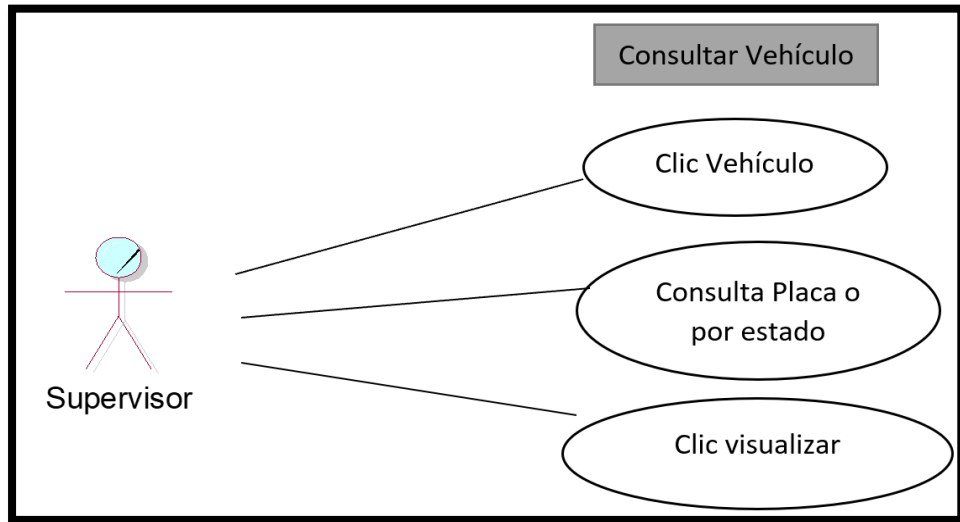 Consultar Vehículo
Clic Vehículo
Consulta Placa o
por estado
Supervisor
Clic visualizar